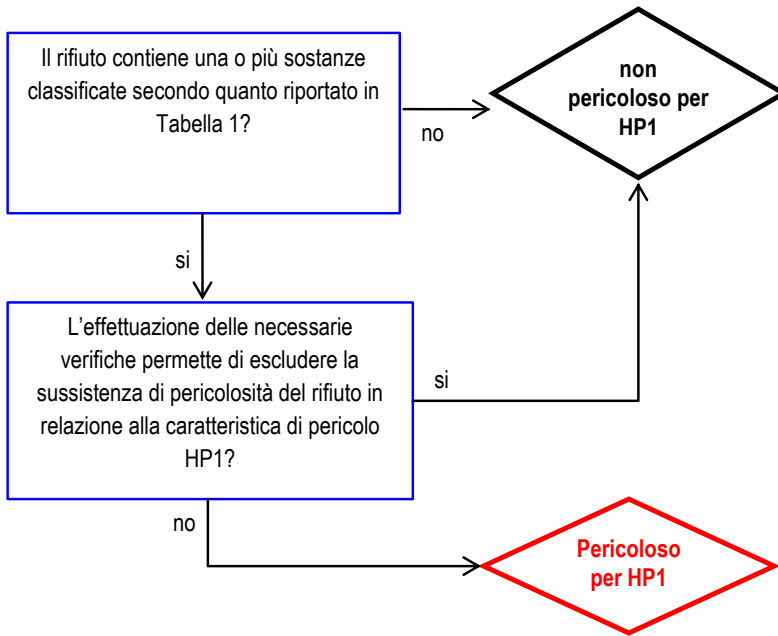 Il rifiuto contiene una o più sostanze
classificate secondo quanto riportato in
Tabella 1?
non
pericoloso per
HP1
no
si
L'effettuazione delle necessarie
verifiche permette di escludere la
sussistenza di pericolosità del rifiuto in
relazione alla caratteristica di pericolo
HP1?
si
no
Pericoloso
per HP1